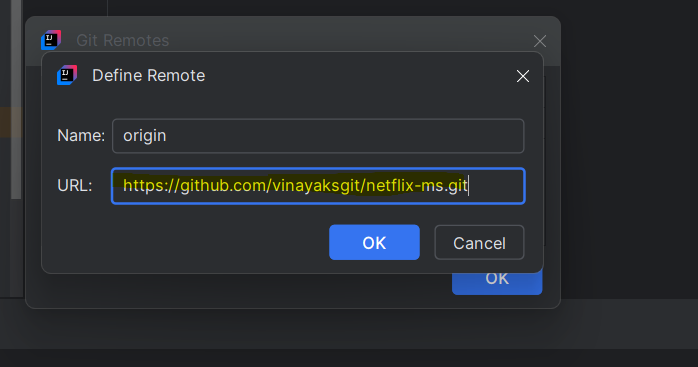 Git Remotes
Define Remote
Name: origin
URL: https://github.com/vinayaksgit/netflix-ms.git
OK Cancel
OK